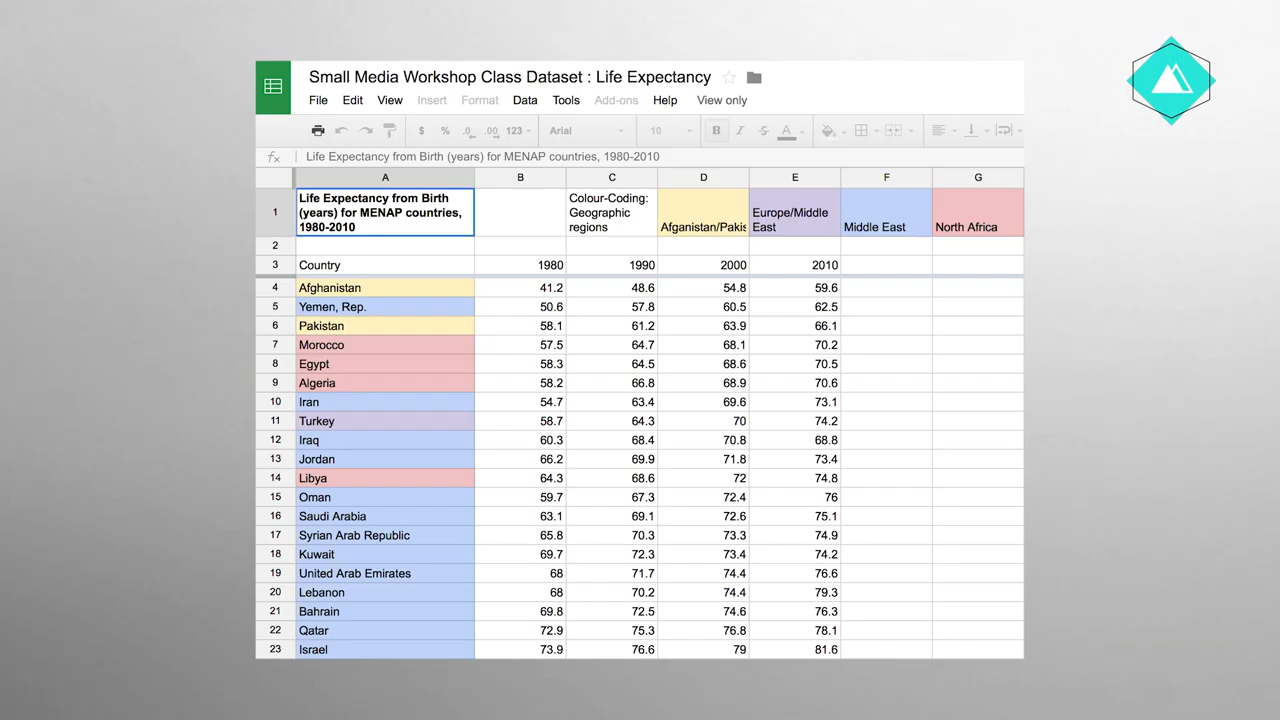 Small Media Workshop Class Dataset : Life Expectancy
File Edit View Insert Format Data Tools Add-ons Help View only
$ % .0 .00 123 Arial 10 B I S A
fx Life Expectancy from Birth (years) for MENAP countries, 1980-2010
A B C D E F G
1 Life Expectancy from Birth (years) for MENAP countries, 1980-2010 Colour-Coding: Geographic regions Afganistan/Pakis Europe/Middle East Middle East North Africa
2
3 Country 1980 1990 2000 2010
4 Afghanistan 41.2 48.6 54.8 59.6
5 Yemen, Rep. 50.6 57.8 60.5 62.5
6 Pakistan 58.1 61.2 63.9 66.1
7 Morocco 57.5 64.7 68.1 70.2
8 Egypt 58.3 64.5 68.6 70.5
9 Algeria 58.2 66.8 68.9 70.6
10 Iran 54.7 63.4 69.6 73.1
11 Turkey 58.7 64.3 70 74.2
12 Iraq 60.3 68.4 70.8 68.8
13 Jordan 66.2 69.9 71.8 73.4
14 Libya 64.3 68.6 72 74.8
15 Oman 59.7 67.3 72.4 76
16 Saudi Arabia 63.1 69.1 72.6 75.1
17 Syrian Arab Republic 65.8 70.3 73.3 74.9
18 Kuwait 69.7 72.3 73.4 74.2
19 United Arab Emirates 68 71.7 74.4 76.6
20 Lebanon 68 70.2 74.4 79.3
21 Bahrain 69.8 72.5 74.6 76.3
22 Qatar 72.9 75.3 76.8 78.1
23 Israel 73.9 76.6 79 81.6